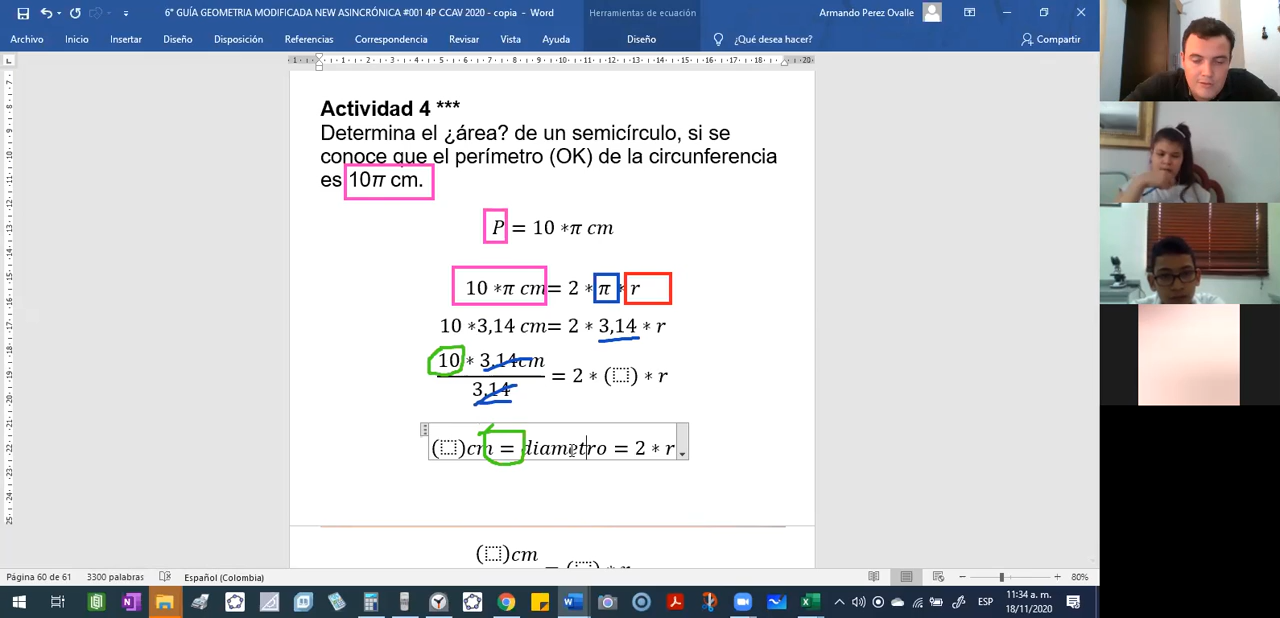 6° GUÍA GEOMETRIA MODIFICADA NEW ASINCRÓNICA #001 4P CCAV 2020 - copia - Word
Herramientas de ecuación
Armando Perez Ovalle
Archivo Inicio Insertar Diseño Disposición Referencias Correspondencia Revisar Vista Ayuda Diseño ¿Qué desea hacer? Compartir
Actividad 4 ***
Determina el ¿área? de un semicírculo, si se
conoce que el perímetro (OK) de la circunferencia
es 10π cm.
P = 10 *π cm
10 *π cm= 2 * π * r
10 *3,14 cm= 2 * 3,14 * r
10 * 3,14cm
3,14
= 2 * (⬚) * r
(⬚)cm = diametro = 2 * r
(⬚)cm
Página 60 de 61 3300 palabras Español (Colombia) 80%
ESP
11:34 a. m.
18/11/2020